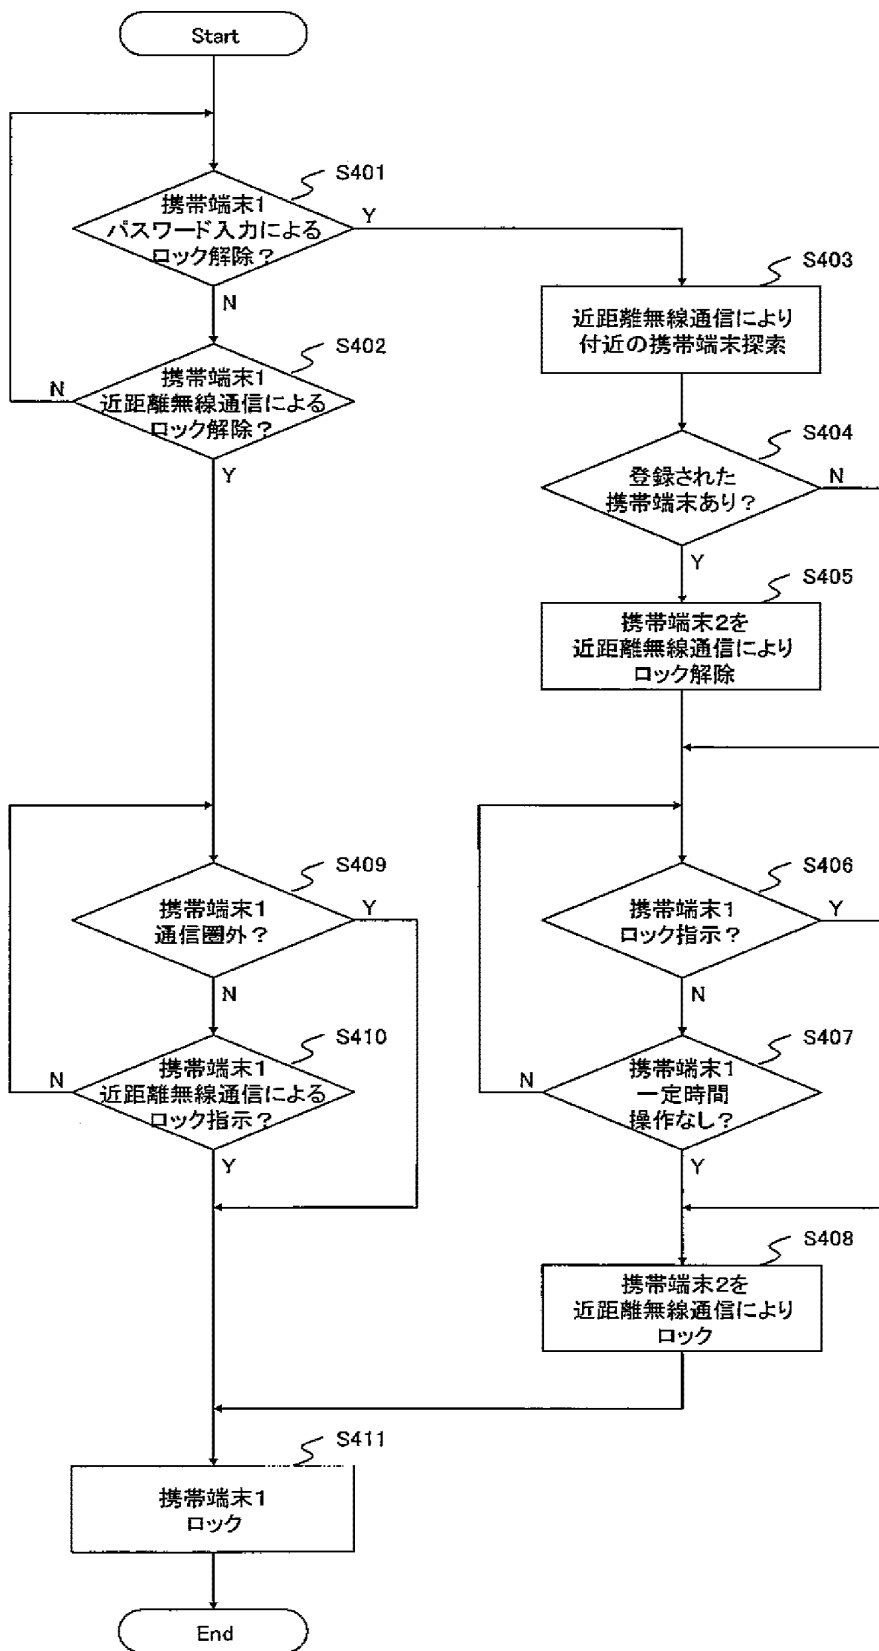 Start
S401
携帯端末1
パスワード入力による
ロック解除?
Y
N
S402
携帯端末1
近距離無線通信による
ロック解除?
N
Y
S403
近距離無線通信により
付近の携帯端末探索
S404
登録された
携帯端末あり?
N
Y
S405
携帯端末2を
近距離無線通信により
ロック解除
S409
携帯端末1
通信圏外?
Y
N
S410
携帯端末1
近距離無線通信による
ロック指示?
N
Y
S406
携帯端末1
ロック指示?
Y
N
S407
携帯端末1
一定時間
操作なし?
N
Y
S408
携帯端末2を
近距離無線通信により
ロック
S411
携帯端末1
ロック
End